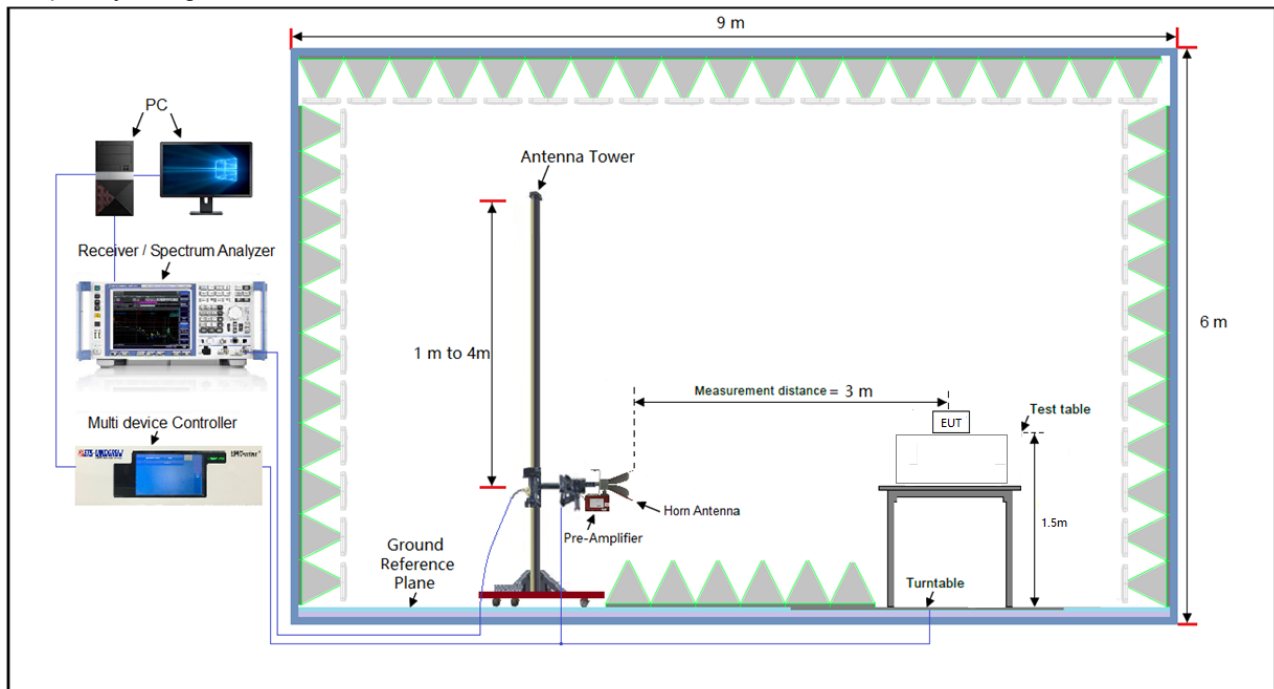 9 m
PC
Antenna Tower
Receiver / Spectrum Analyzer
1 m to 4m
6 m
Measurement distance = 3 m
Test table
EUT
Multi device Controller
Horn Antenna
Pre-Amplifier
1.5m
Ground
Reference
Plane
Turntable